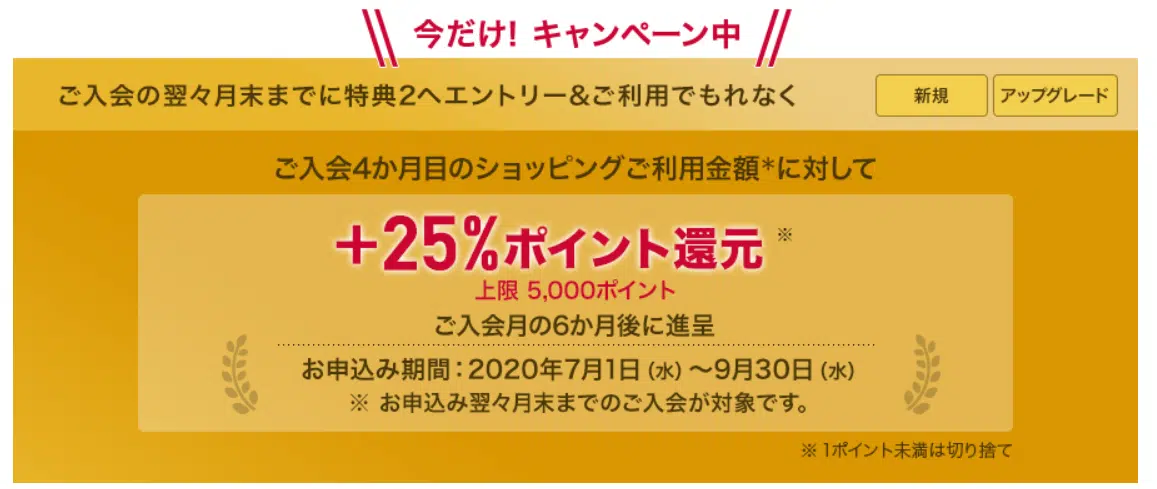 今だけ! キャンペーン中
ご入会の翌々月末までに特典2へエントリー&ご利用でもれなく
新規
アップグレード
ご入会4か月目のショッピングご利用金額*に対して
+25%ポイント還元 ※
上限 5,000ポイント
ご入会月の6か月後に進呈
お申込み期間：2020年7月1日（水）～9月30日（水）
※ お申込み翌々月末までのご入会が対象です。
※ 1ポイント未満は切り捨て